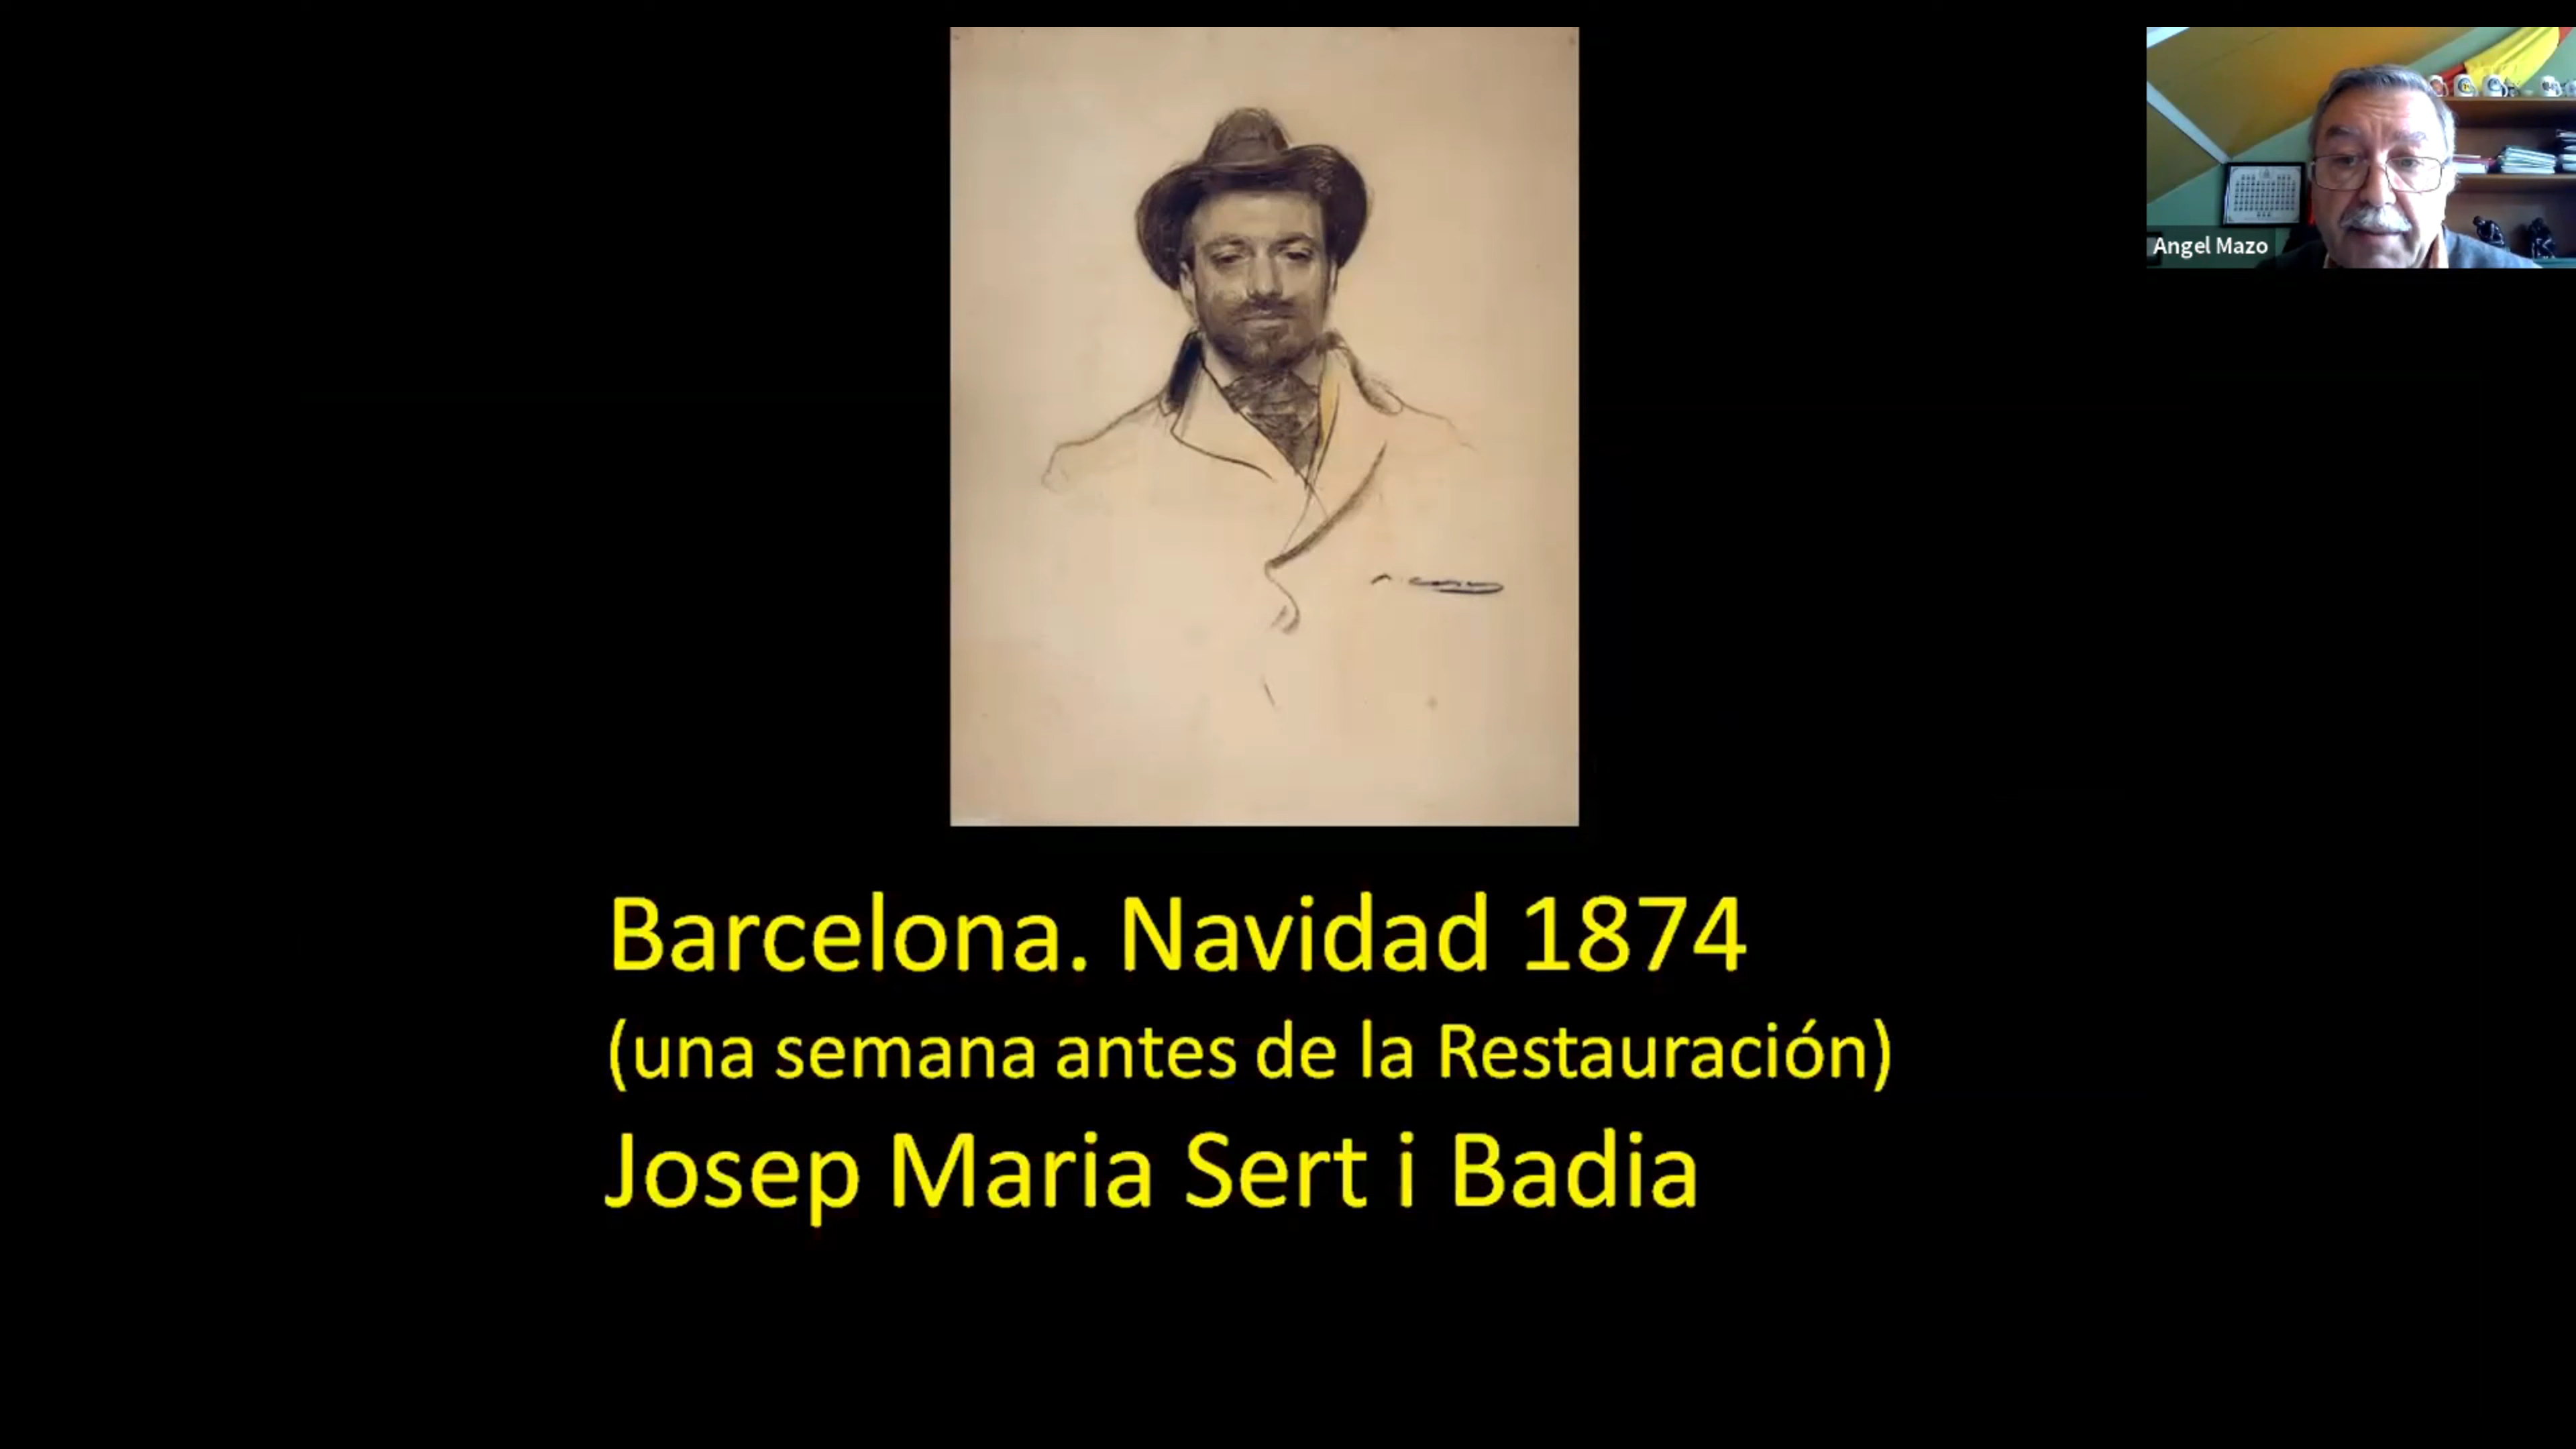 Angel Mazo
Barcelona. Navidad 1874
(una semana antes de la Restauración)
Josep Maria Sert i Badia